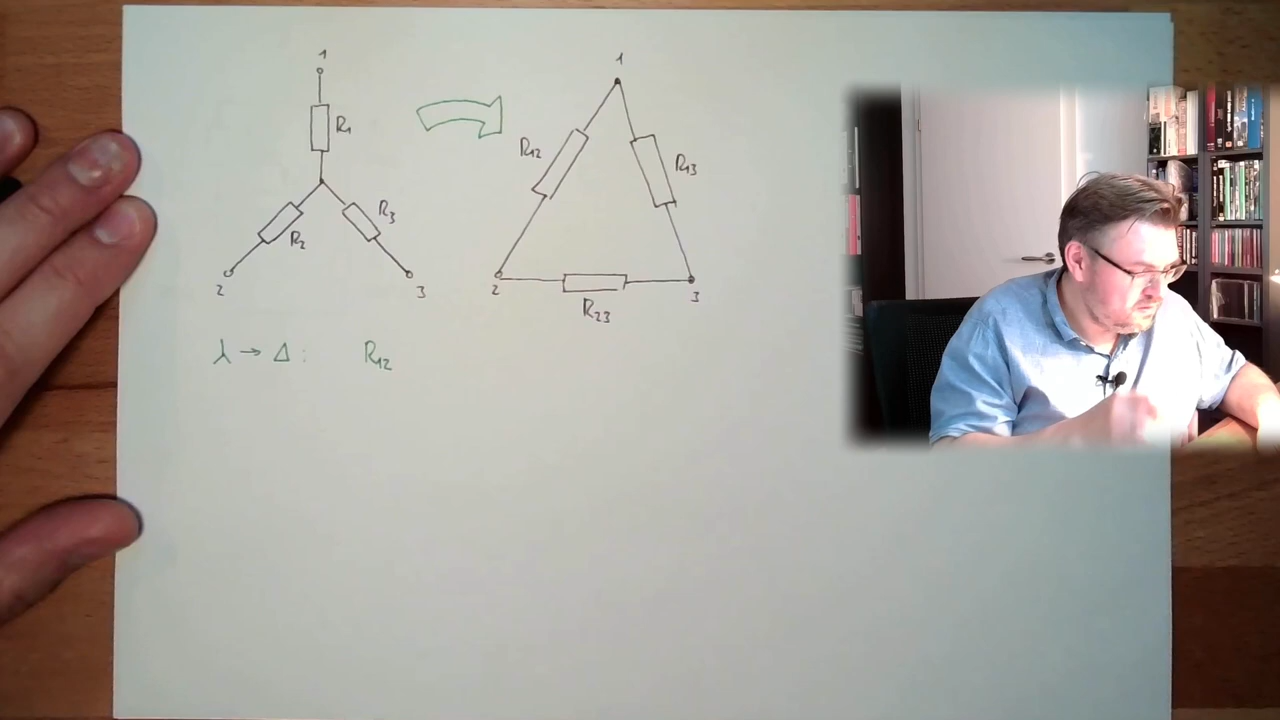 1
1
R₁
R₁₂
R₁₃
R₂
R₃
2
3
2
3
R₂₃
⅄ → Δ : R₁₂